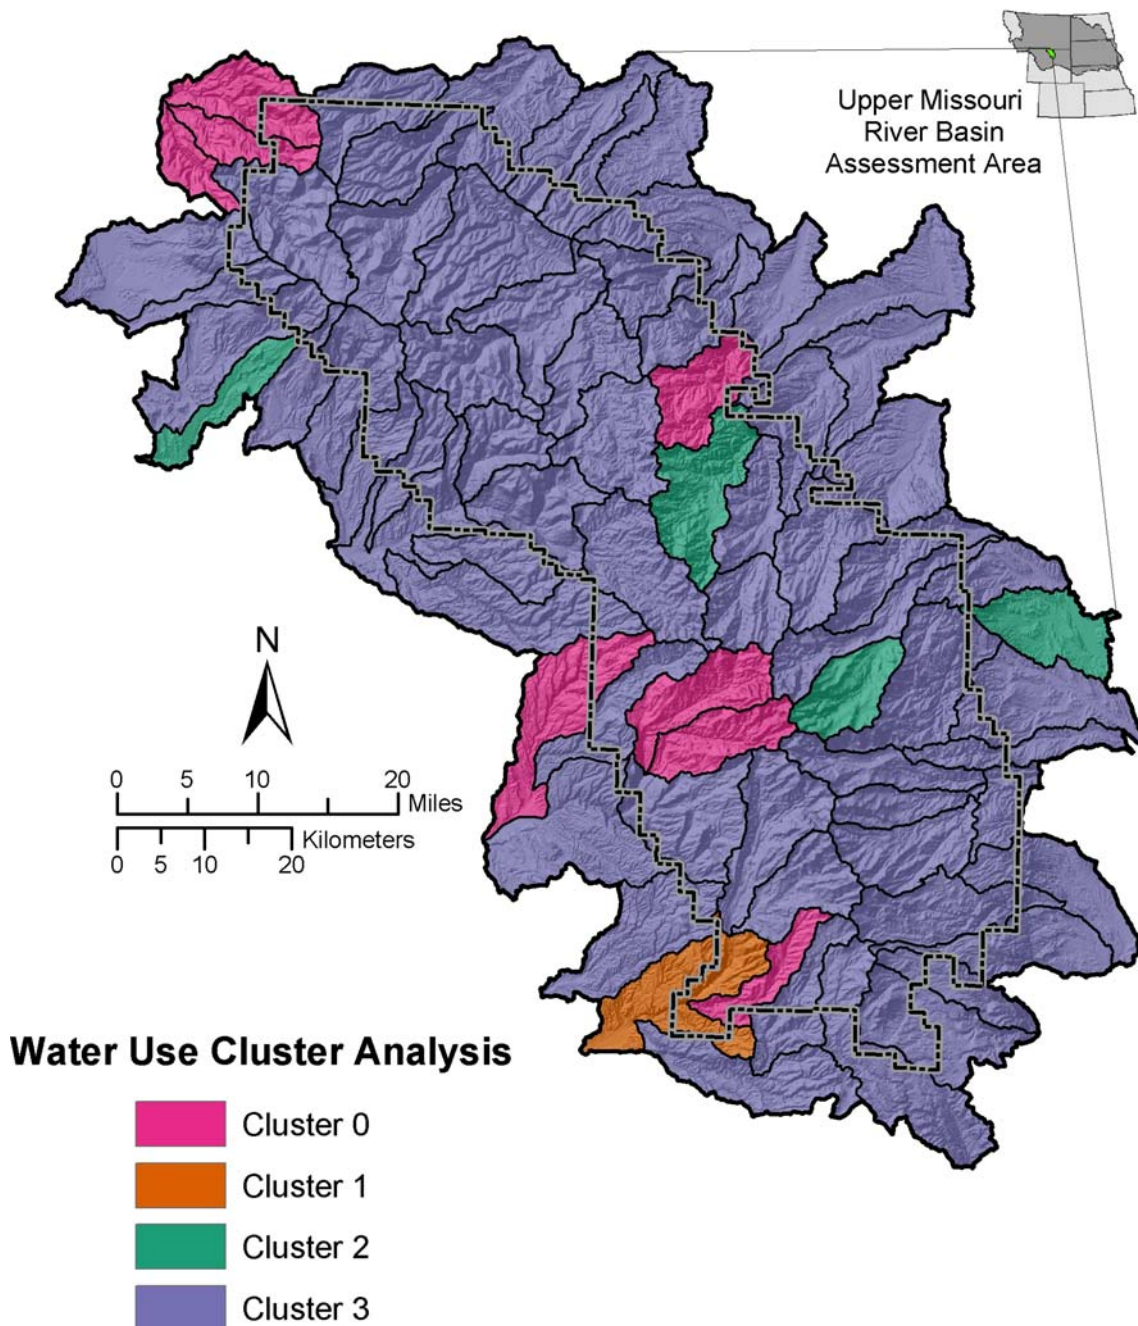 Upper Missouri
River Basin
Assessment Area
N
0 5 10 20
Miles
Kilometers
0 5 10 20
Water Use Cluster Analysis
Cluster 0
Cluster 1
Cluster 2
Cluster 3